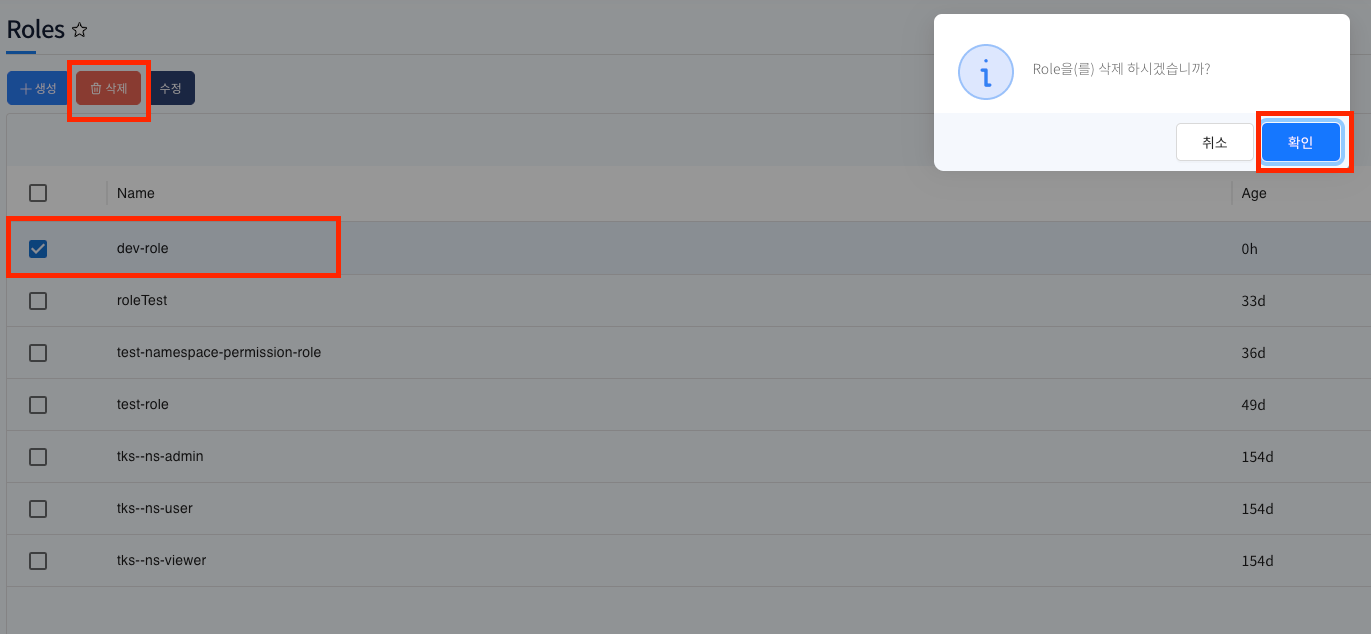 Roles
Role을(를) 삭제 하시겠습니까?
생성 삭제 수정
취소 확인
Name Age
dev-role 0h
roleTest 33d
test-namespace-permission-role 36d
test-role 49d
tks--ns-admin 154d
tks--ns-user 154d
tks--ns-viewer 154d